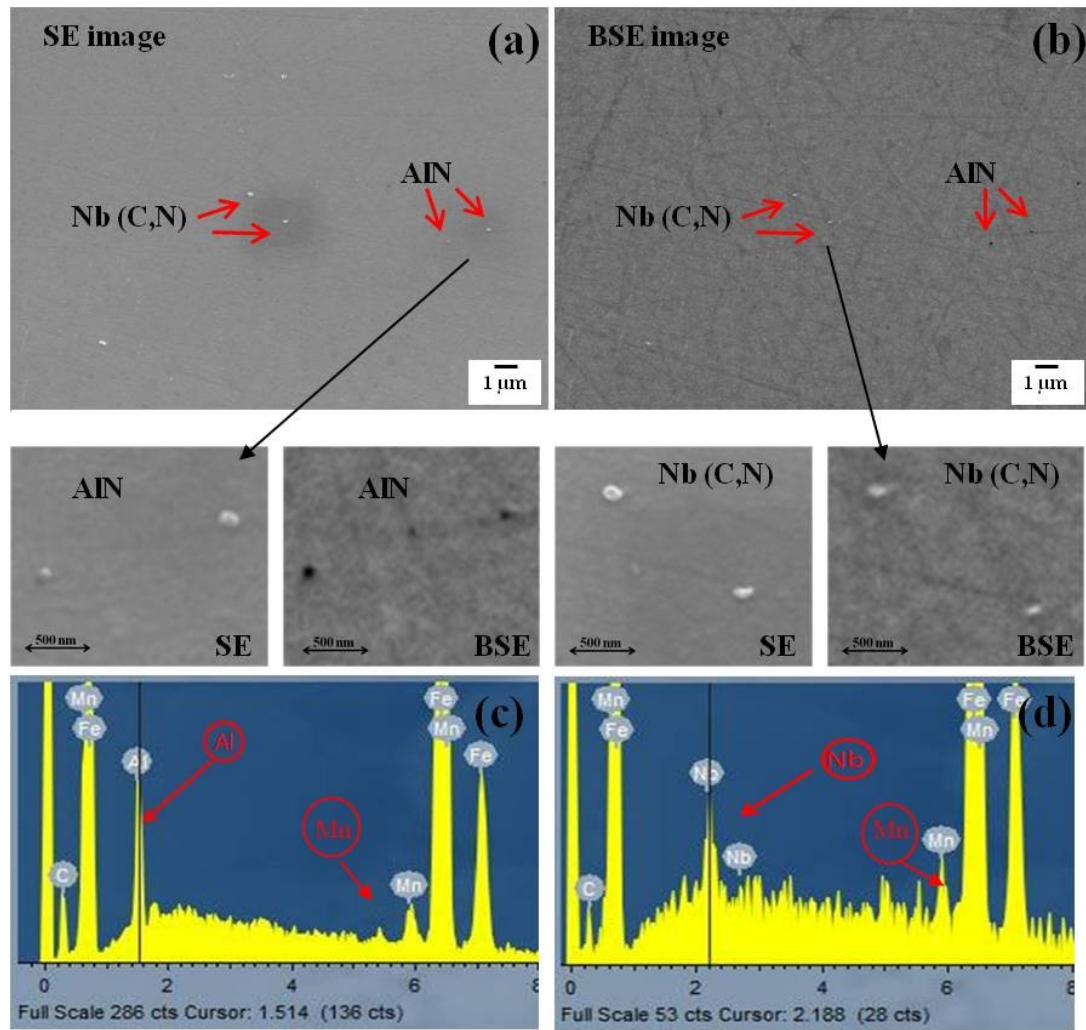 SE image
(a)
AlN
Nb (C,N)
1 μm
BSE image
(b)
AlN
Nb (C,N)
1 μm
AlN
500 nm
SE
AlN
500 nm
BSE
Nb (C,N)
500 nm
SE
Nb (C,N)
500 nm
BSE
(c)
Mn
Fe
Mn
Fe
Al
Al
Fe
Mn
Mn
C
0 2 4 6 8
Full Scale 286 cts Cursor: 1.514 (136 cts)
(d)
Mn
Fe
Fe
Fe
Mn
Nb
Nb
Nb
Mn
Mn
C
0 2 4 6 8
Full Scale 53 cts Cursor: 2.188 (28 cts)